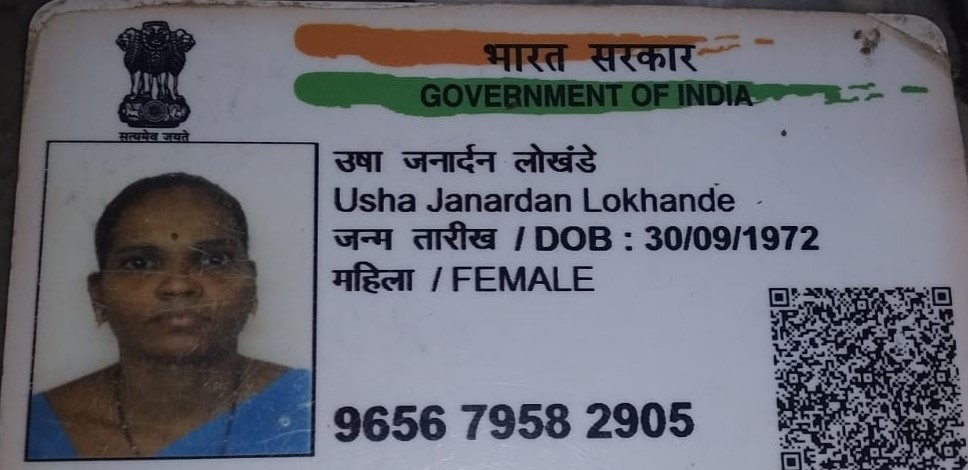 भारत सरकार
GOVERNMENT OF INDIA
सत्यमेव जयते
उषा जनार्दन लोखंडे
Usha Janardan Lokhande
जन्म तारीख / DOB : 30/09/1972
महिला / FEMALE
9656 7958 2905